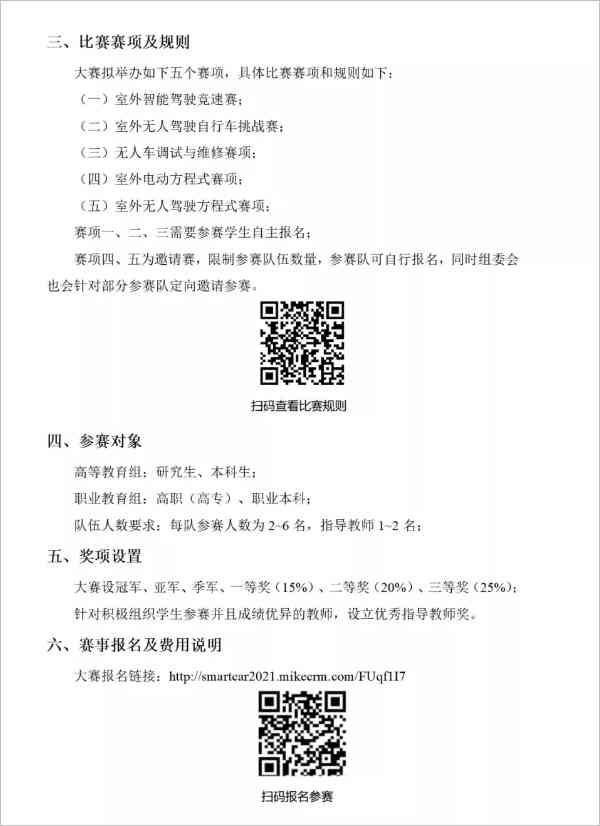 三、比赛赛项及规则
大赛拟举办如下五个赛项，具体比赛赛项和规则如下：
（一）室外智能驾驶竞速赛；
（二）室外无人驾驶自行车挑战赛；
（三）无人车调试与维修赛项；
（四）室外电动方程式赛项；
（五）室外无人驾驶方程式赛项；
赛项一、二、三需要参赛学生自主报名；
赛项四、五为邀请赛，限制参赛队伍数量，参赛队可自行报名，同时组委会
也会针对部分参赛队定向邀请参赛。
扫码查看比赛规则
四、参赛对象
高等教育组：研究生、本科生；
职业教育组：高职（高专）、职业本科；
队伍人数要求：每队参赛人数为 2~6 名，指导教师 1~2 名；
五、奖项设置
大赛设冠军、亚军、季军、一等奖（15%）、二等奖（20%）、三等奖（25%）；
针对积极组织学生参赛并且成绩优异的教师，设立优秀指导教师奖。
六、赛事报名及费用说明
大赛报名链接：http://smartcar2021.mikecrm.com/FUqf1I7
扫码报名参赛